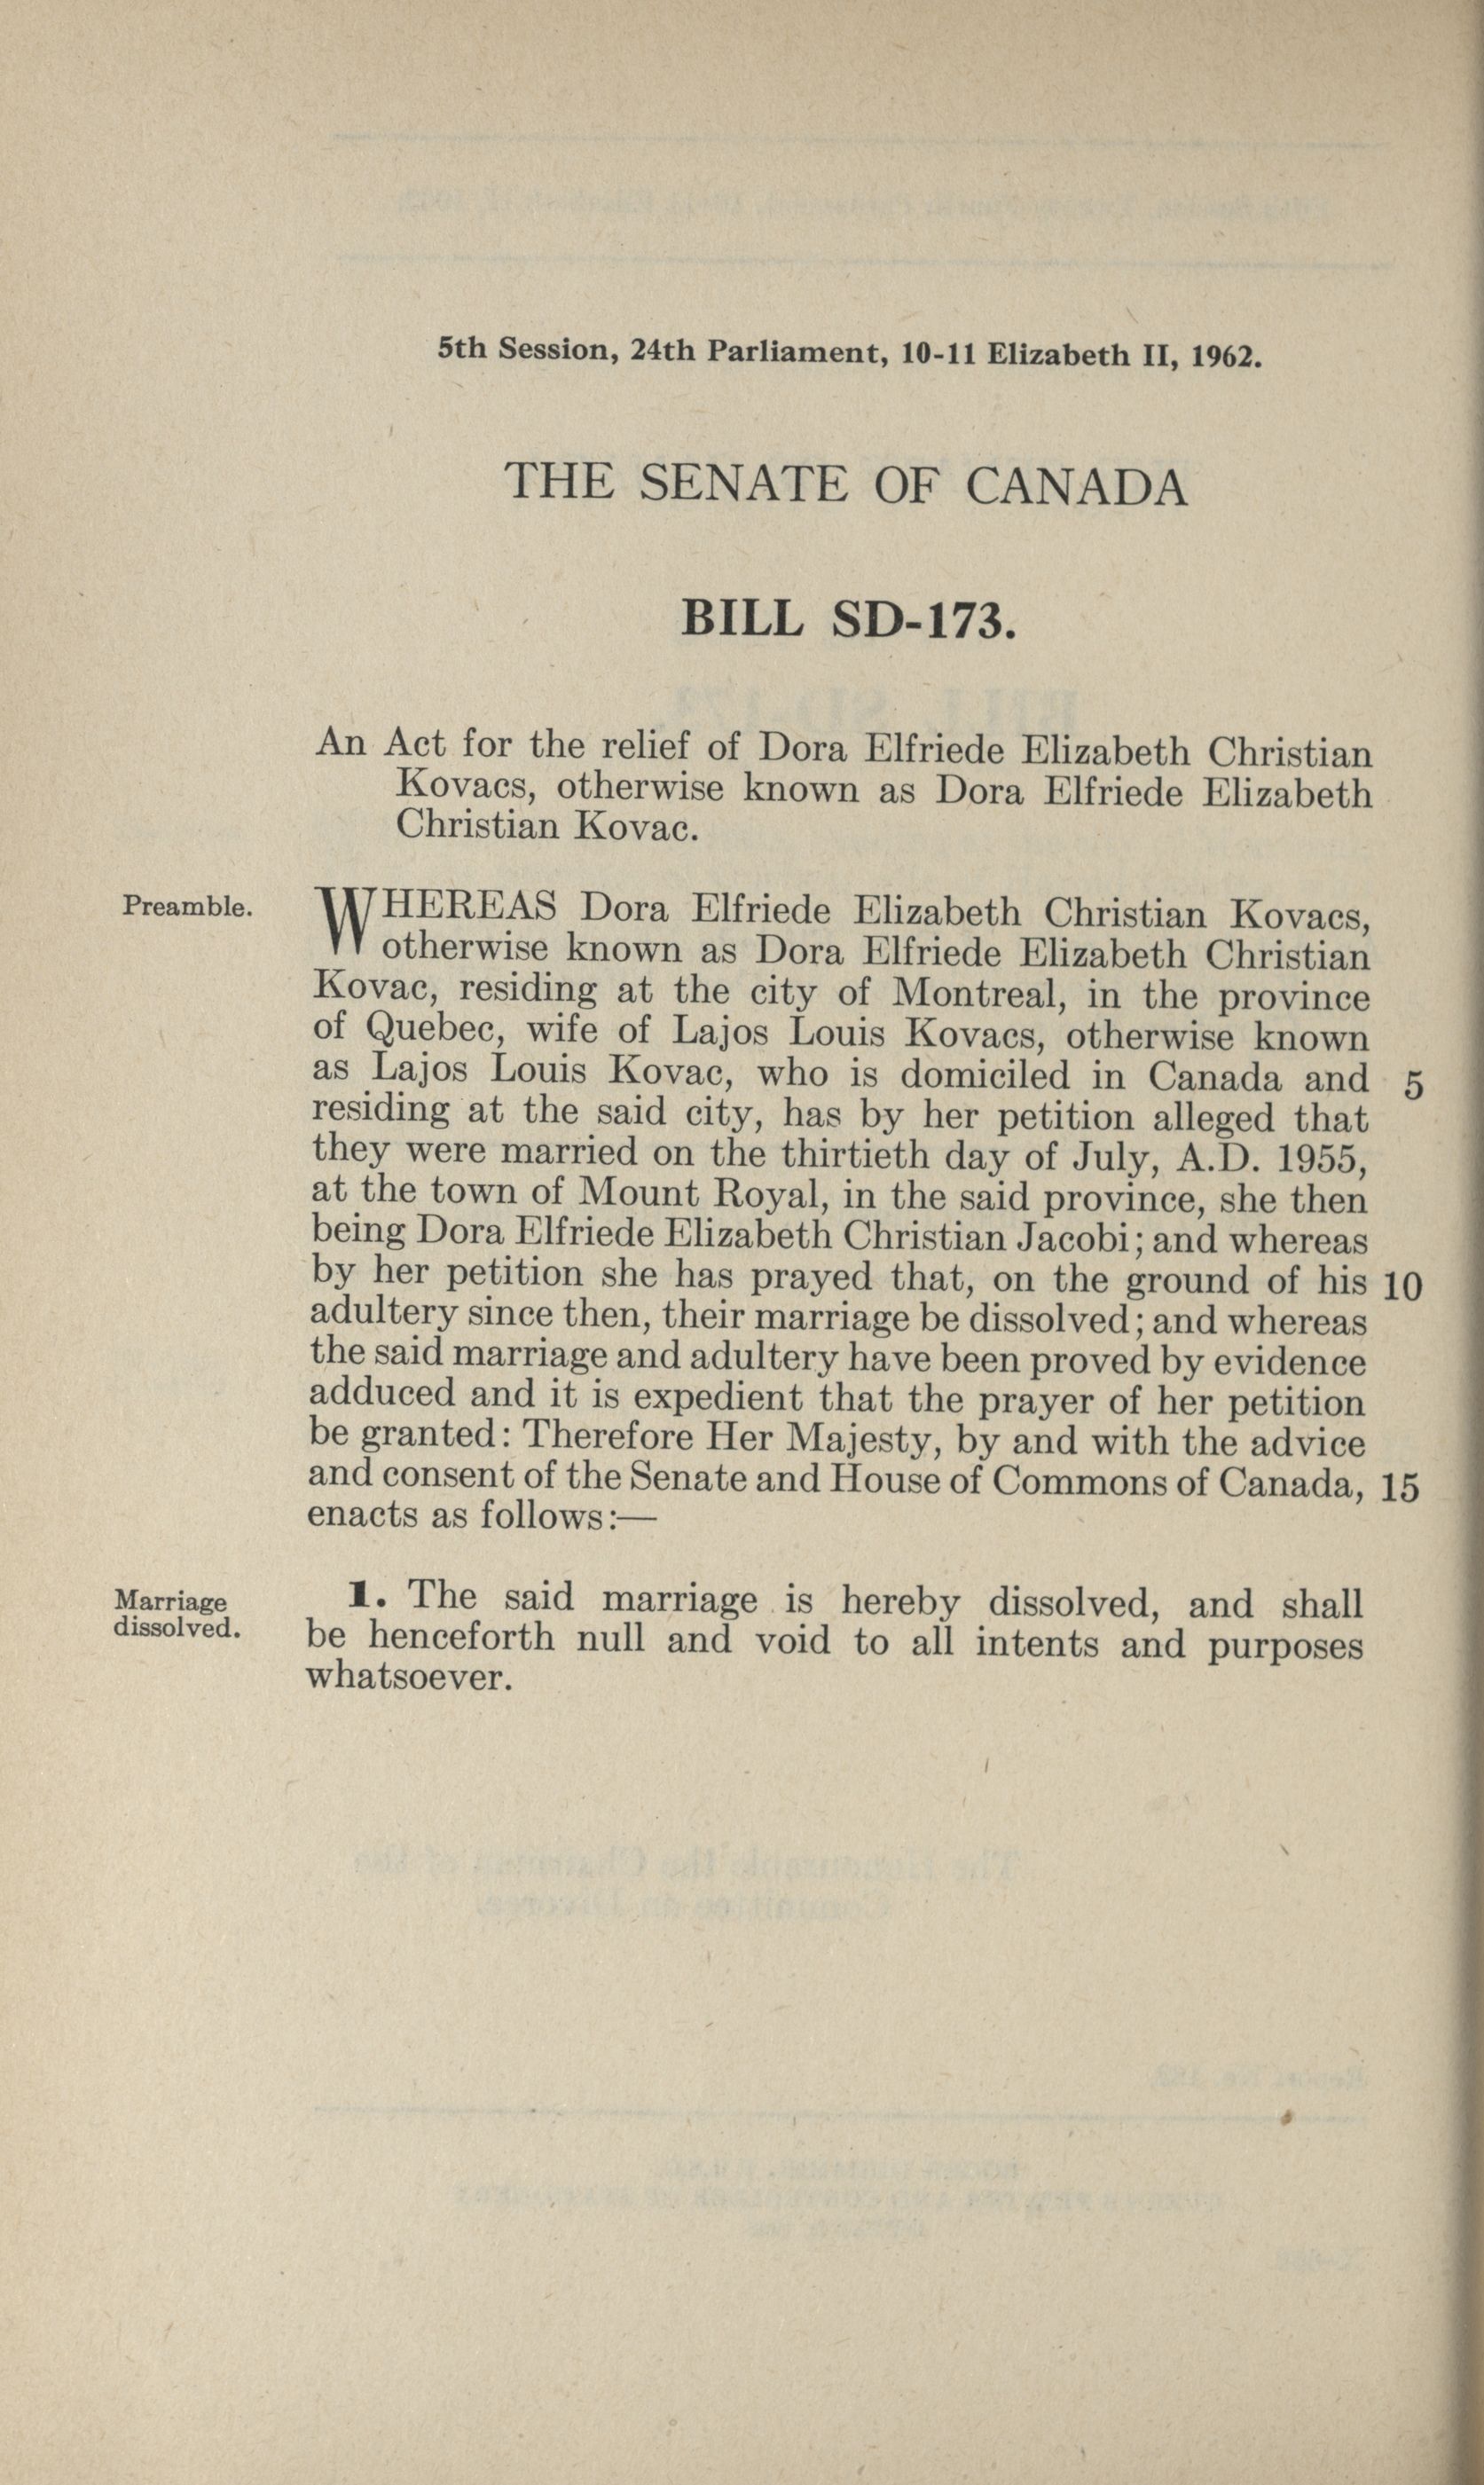 5th Session, 24th Parliament, 10-11 Elizabeth II, 1962.
THE SENATE OF CANADA
BILL SD-173.
An Act for the relief of Dora Elfriede Elizabeth Christian
Kovacs, otherwise known as Dora Elfriede Elizabeth
Christian Kovac.
Preamble.
WHEREAS Dora Elfriede Elizabeth Christian Kovacs,
otherwise known as Dora Elfriede Elizabeth Christian
Kovac, residing at the city of Montreal, in the province
of Quebec, wife of Lajos Louis Kovacs, otherwise known
as Lajos Louis Kovac, who is domiciled in Canada and 5
residing at the said city, has by her petition alleged that
they were married on the thirtieth day of July, A.D. 1955,
at the town of Mount Royal, in the said province, she then
being Dora Elfriede Elizabeth Christian Jacobi; and whereas
by her petition she has prayed that, on the ground of his 10
adultery since then, their marriage be dissolved; and whereas
the said marriage and adultery have been proved by evidence
adduced and it is expedient that the prayer of her petition
be granted: Therefore Her Majesty, by and with the advice
and consent of the Senate and House of Commons of Canada, 15
enacts as follows:—
Marriage
dissolved.
1. The said marriage is hereby dissolved, and shall
be henceforth null and void to all intents and purposes
whatsoever.